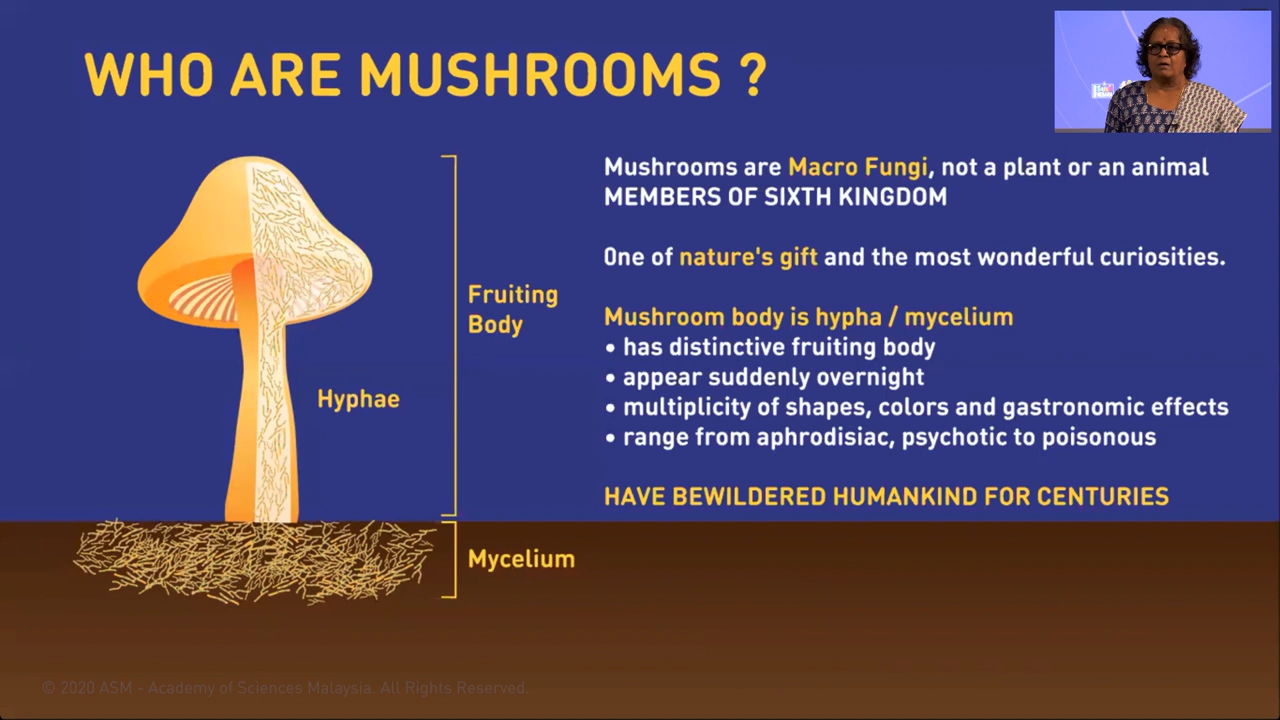 WHO ARE MUSHROOMS ?
Mushrooms are Macro Fungi, not a plant or an animal
MEMBERS OF SIXTH KINGDOM
One of nature's gift and the most wonderful curiosities.
Fruiting
Body
Mushroom body is hypha / mycelium
• has distinctive fruiting body
• appear suddenly overnight
Hyphae
• multiplicity of shapes, colors and gastronomic effects
• range from aphrodisiac, psychotic to poisonous
HAVE BEWILDERED HUMANKIND FOR CENTURIES
Mycelium
© 2020 ASM - Academy of Sciences Malaysia. All Rights Reserved.